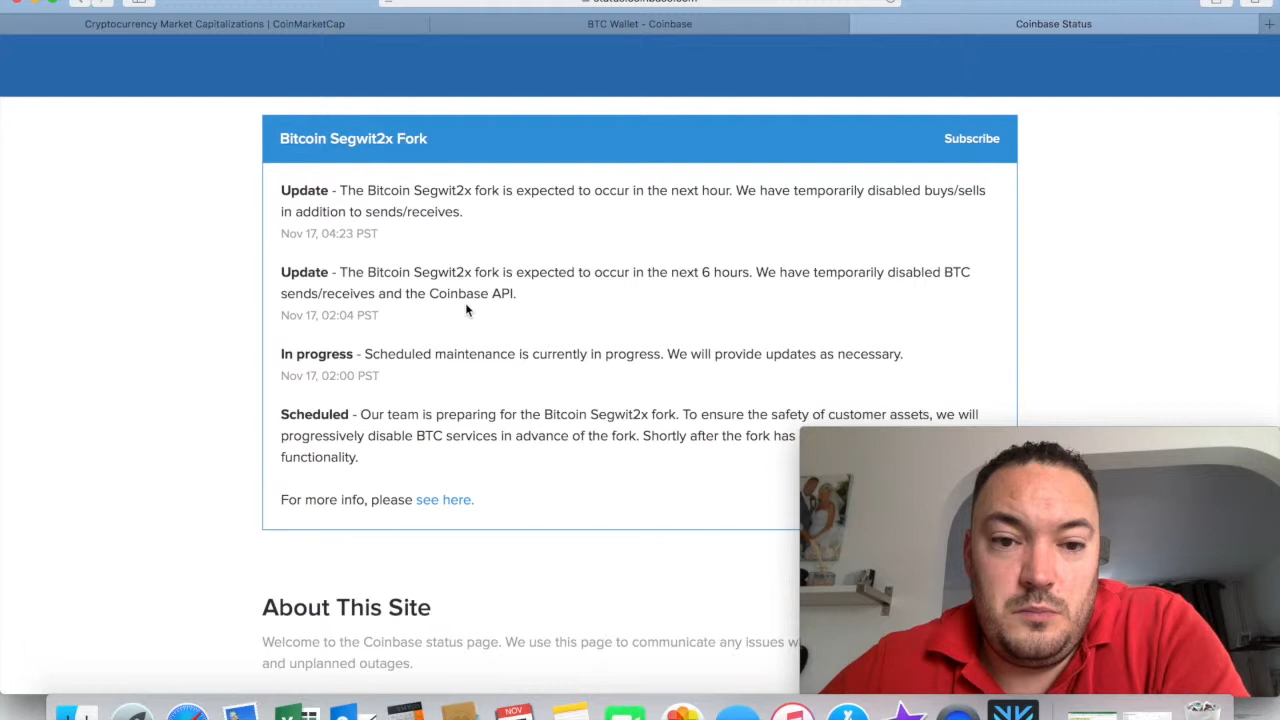 status.coinbase.com
Cryptocurrency Market Capitalizations | CoinMarketCap
BTC Wallet - Coinbase
Coinbase Status
Bitcoin Segwit2x Fork
Subscribe
Update - The Bitcoin Segwit2x fork is expected to occur in the next hour. We have temporarily disabled buys/sells
in addition to sends/receives.
Nov 17, 04:23 PST
Update - The Bitcoin Segwit2x fork is expected to occur in the next 6 hours. We have temporarily disabled BTC
sends/receives and the Coinbase API.
Nov 17, 02:04 PST
In progress - Scheduled maintenance is currently in progress. We will provide updates as necessary.
Nov 17, 02:00 PST
Scheduled - Our team is preparing for the Bitcoin Segwit2x fork. To ensure the safety of customer assets, we will
progressively disable BTC services in advance of the fork. Shortly after the fork has
functionality.
For more info, please see here.
About This Site
Welcome to the Coinbase status page. We use this page to communicate any issues
and unplanned outages.
NOV